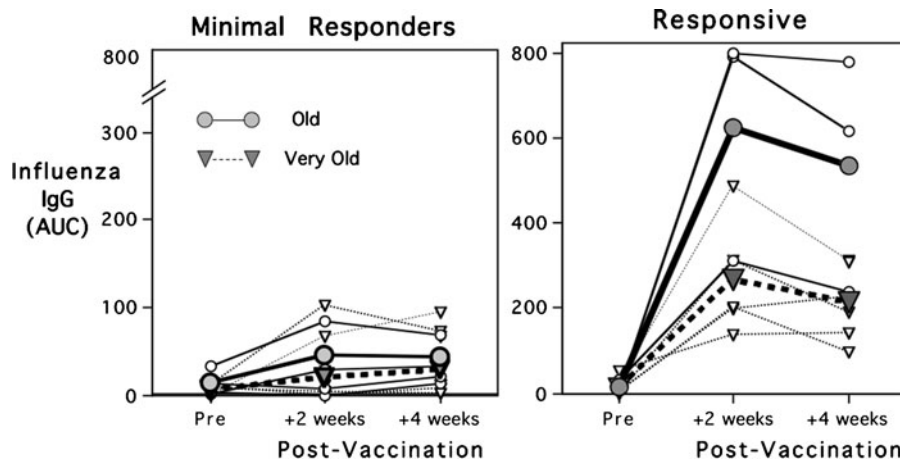 Minimal Responders
800
300
200
100
0
Influenza
IgG
(AUC)
Old
Very Old
Pre +2 weeks +4 weeks
Post-Vaccination
Responsive
800
600
400
200
0
Pre +2 weeks +4 weeks
Post-Vaccination